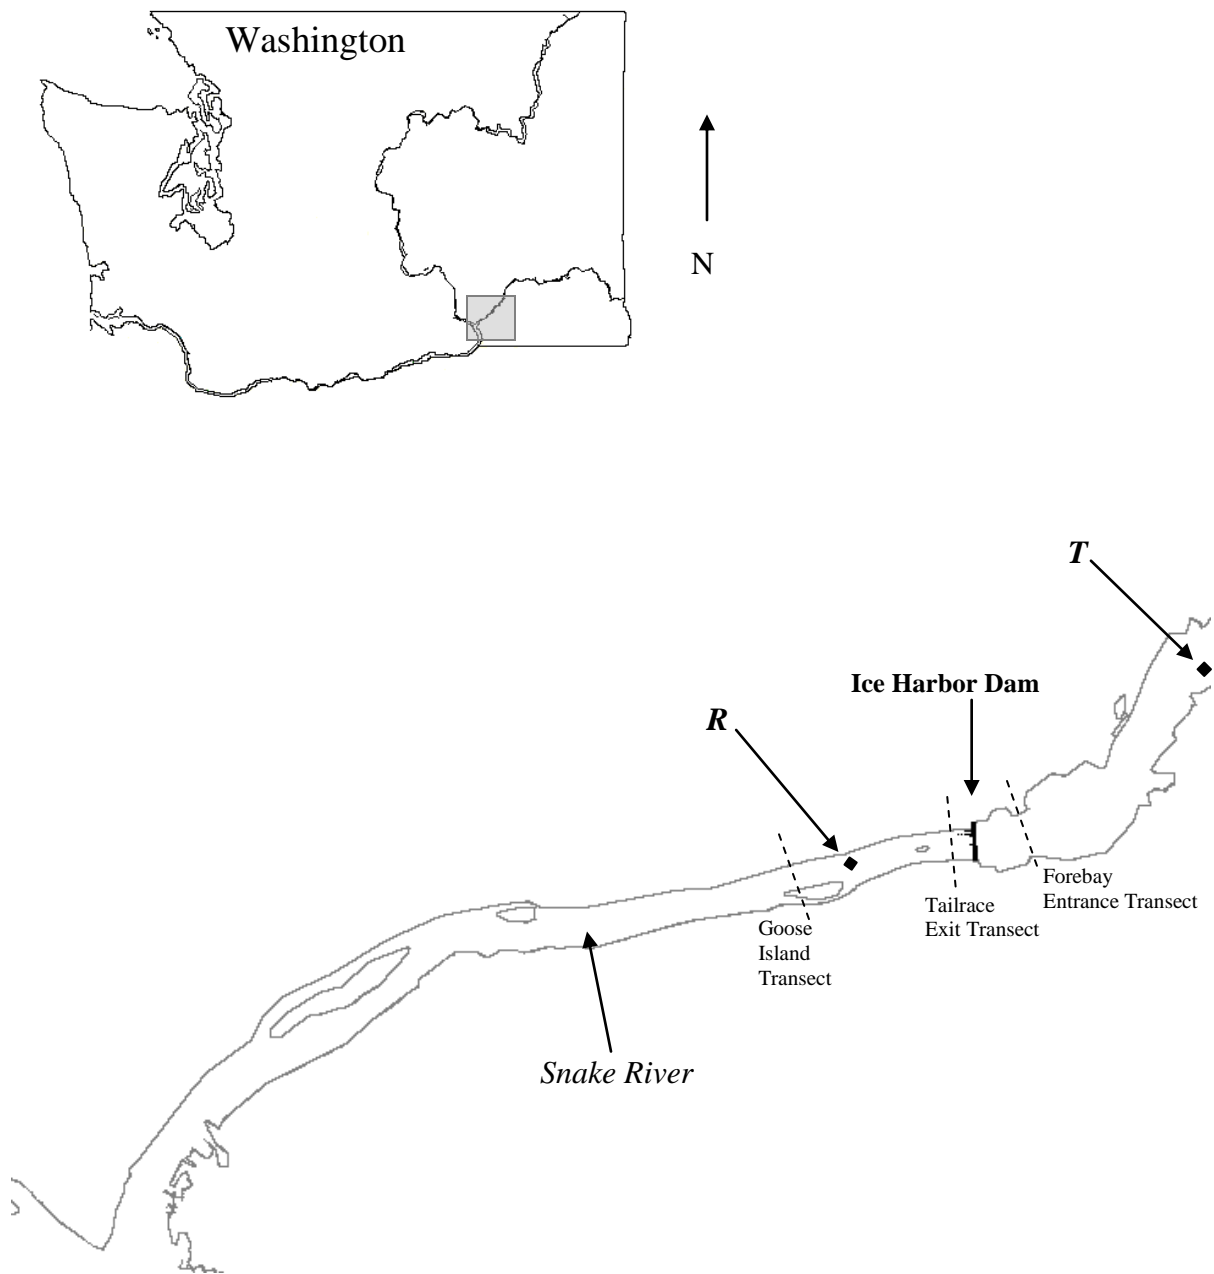 Washington
N
T
Ice Harbor Dam
R
Forebay
Entrance Transect
Tailrace
Exit Transect
Goose
Island
Transect
Snake River